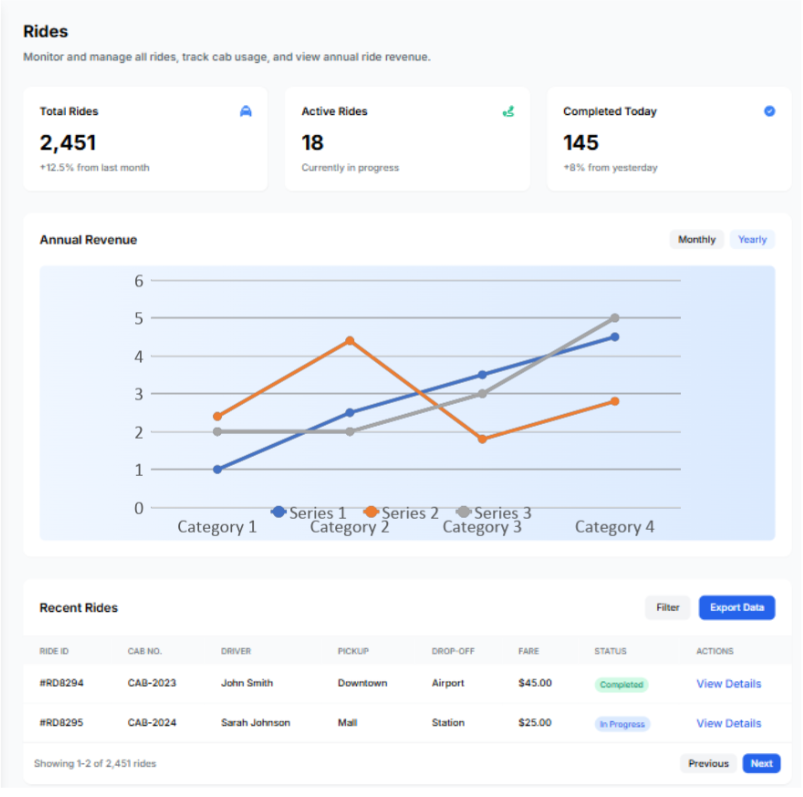 Rides
Monitor and manage all rides, track cab usage, and view annual ride revenue.
Total Rides
2,451
+12.5% from last month
Active Rides
18
Currently in progress
Completed Today
145
+8% from yesterday
Annual Revenue
Monthly Yearly
6
5
4
3
2
1
0
Series 1 Series 2 Series 3
Category 1 Category 2 Category 3 Category 4
Recent Rides
Filter Export Data
RIDE ID CAB NO. DRIVER PICKUP DROP-OFF FARE STATUS ACTIONS
#RD8294 CAB-2023 John Smith Downtown Airport $45.00 Completed View Details
#RD8295 CAB-2024 Sarah Johnson Mall Station $25.00 In Progress View Details
Showing 1-2 of 2,451 rides
Previous Next